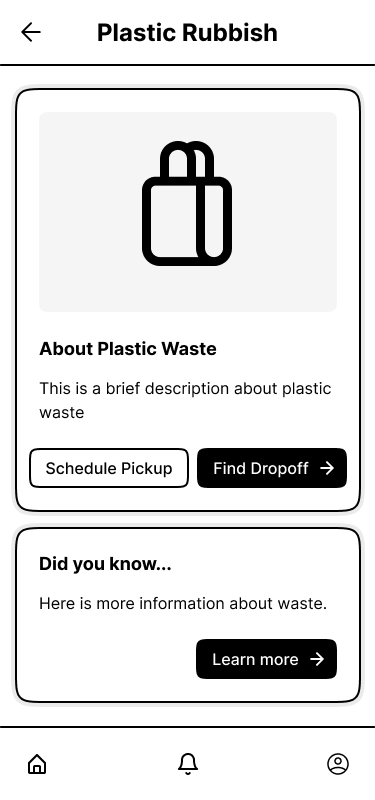 Plastic Rubbish
About Plastic Waste
This is a brief description about plastic
waste
Schedule Pickup
Find Dropoff
Did you know...
Here is more information about waste.
Learn more